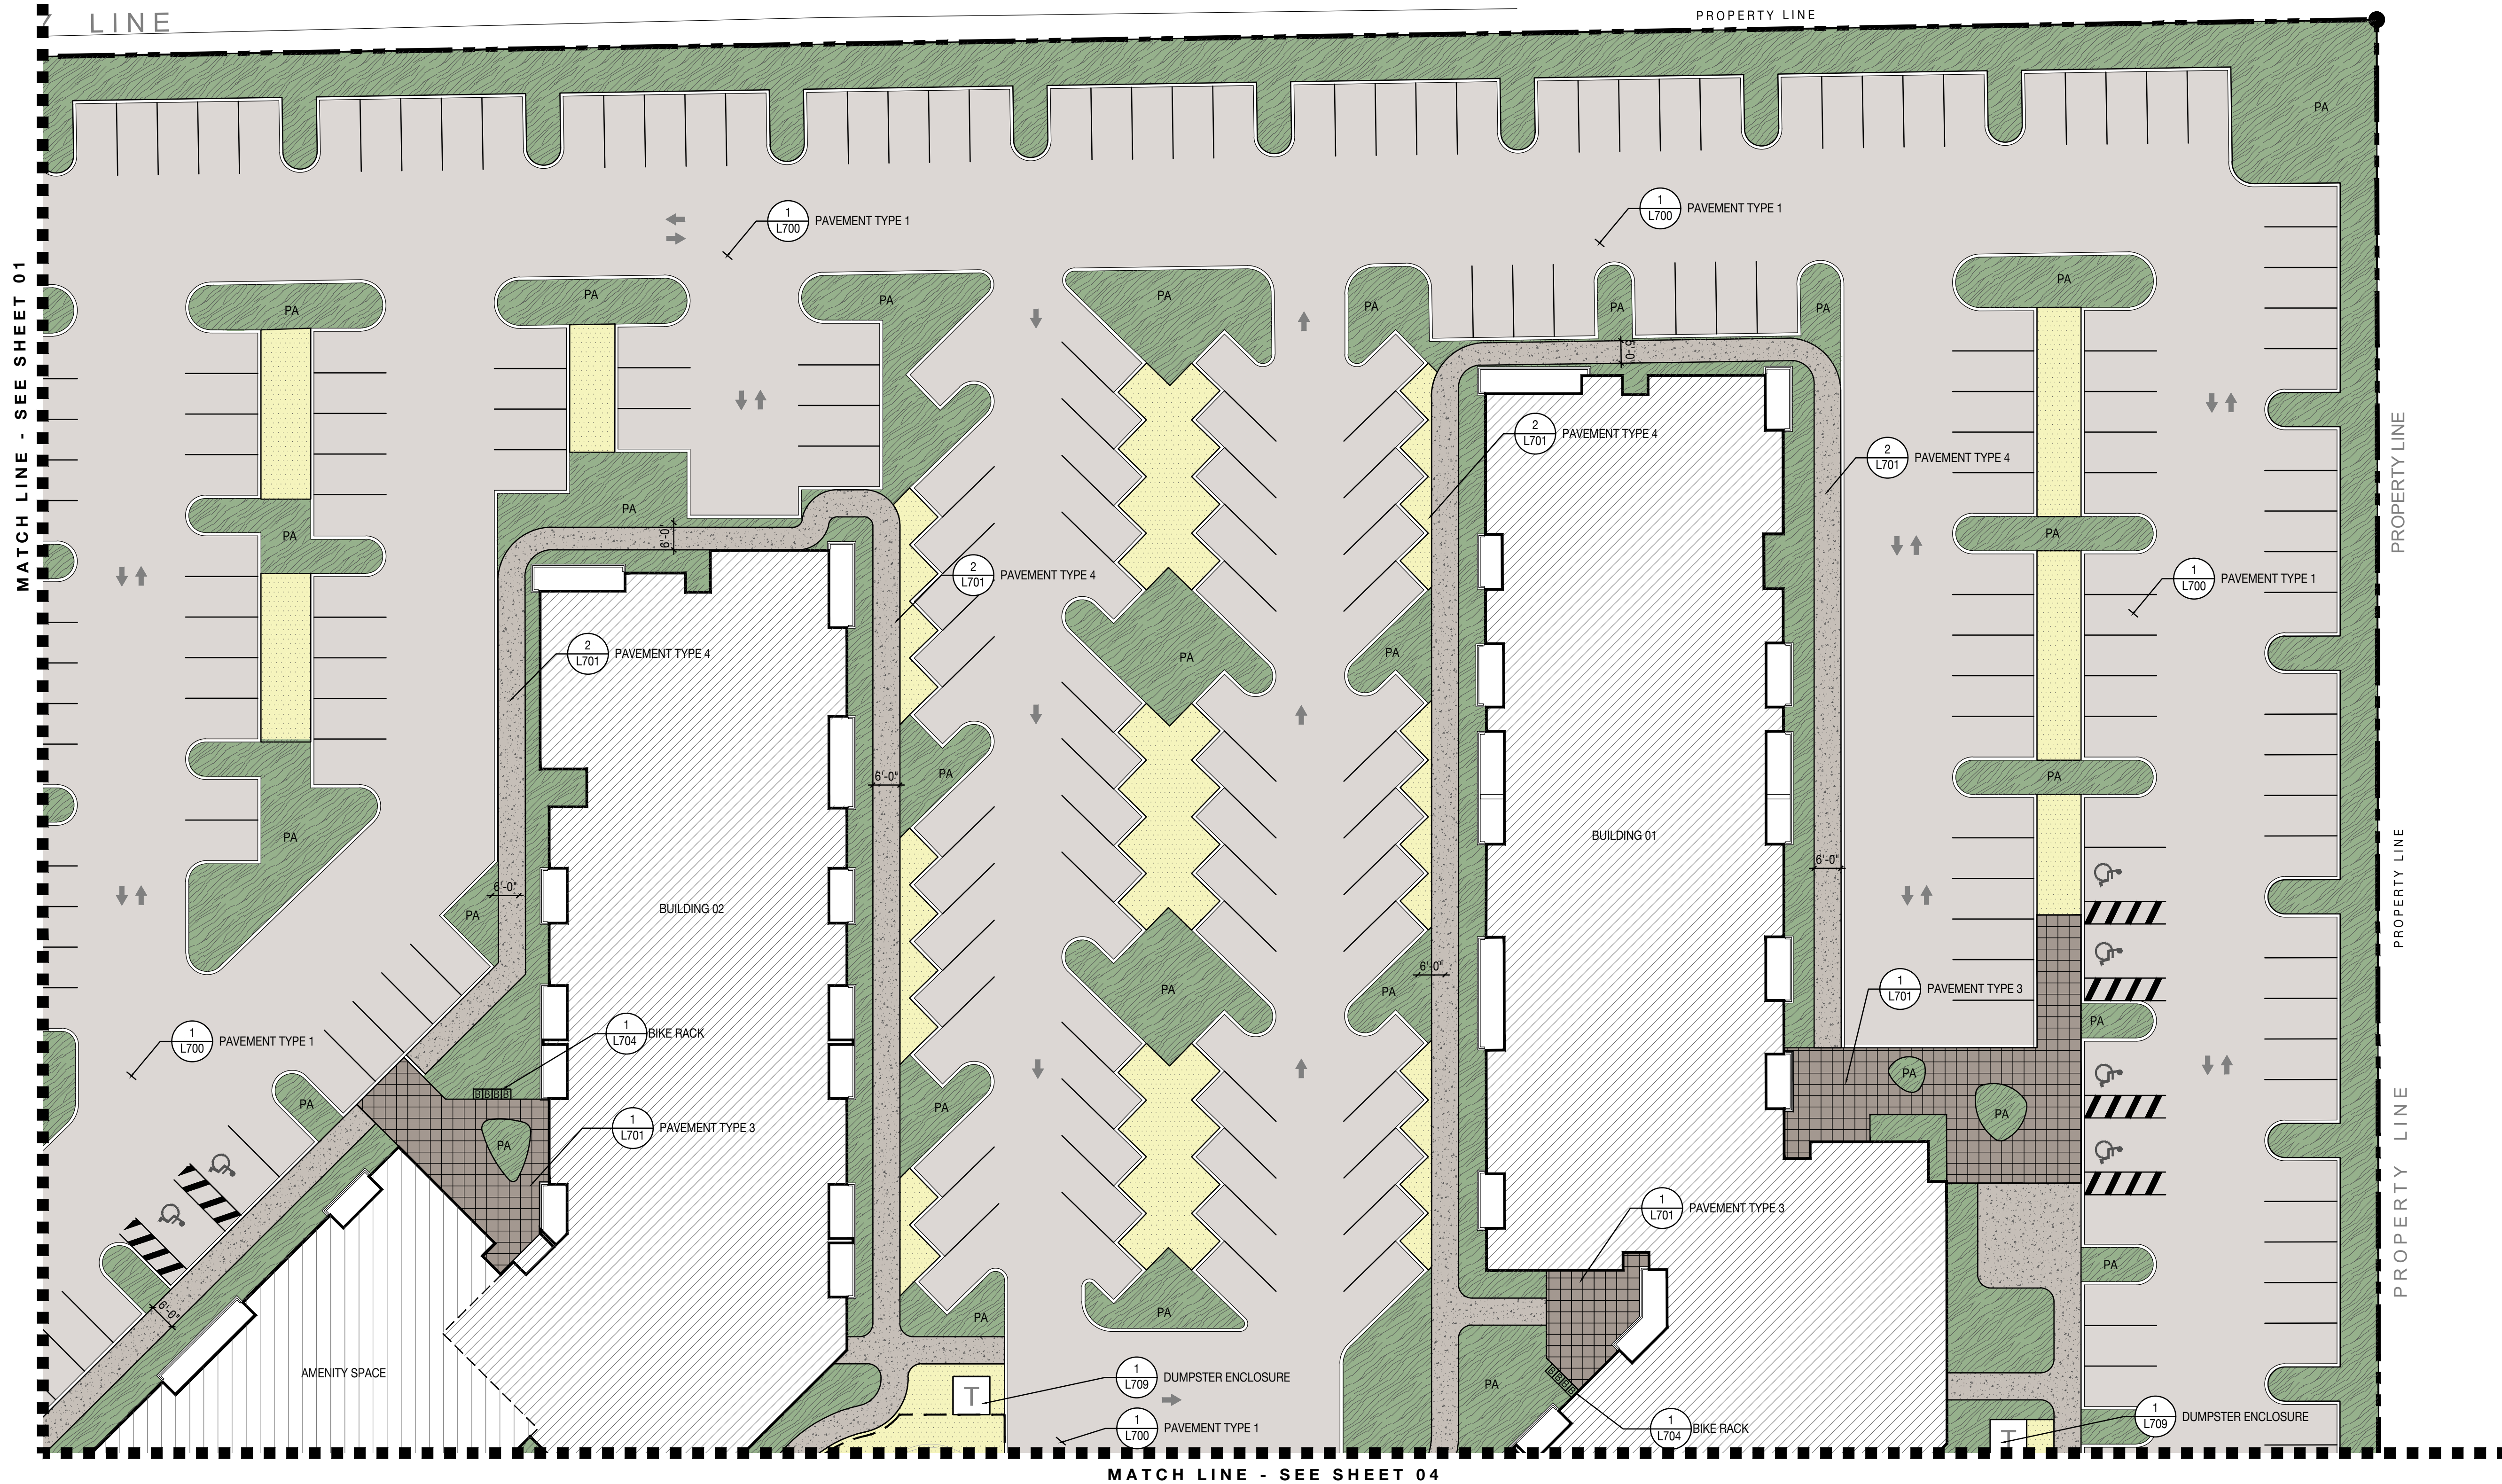 LINE
PROPERTY LINE
PA
1
L700
PAVEMENT TYPE 1
1
L700
PAVEMENT TYPE 1
MATCH LINE - SEE SHEET 01
PA
PA
PA
PA
PA
PA
PA
PA
5'-0"
2
L701
PAVEMENT TYPE 4
2
L701
PAVEMENT TYPE 4
PROPERTY LINE
PA
PA
6'-0"
PA
2
L701
PAVEMENT TYPE 4
1
L700
PAVEMENT TYPE 1
2
L701
PAVEMENT TYPE 4
PA
PA
6'-0"
PA
PA
PA
BUILDING 01
6'-0"
PROPERTY LINE
6'-0"
PA
BUILDING 02
6'-0"
PA
PA
1
L701
PAVEMENT TYPE 3
PA
1
L700
PAVEMENT TYPE 1
1
L704
BIKE RACK
PA
PA
PA
PA
BBBB
1
L701
PAVEMENT TYPE 3
PA
PROPERTY LINE
1
L701
PAVEMENT TYPE 3
PA
6'-0"
PA
PA
AMENITY SPACE
1
L709
DUMPSTER ENCLOSURE
T
PA
BBBB
1
L700
PAVEMENT TYPE 1
1
L704
BIKE RACK
1
L709
DUMPSTER ENCLOSURE
T
MATCH LINE - SEE SHEET 04